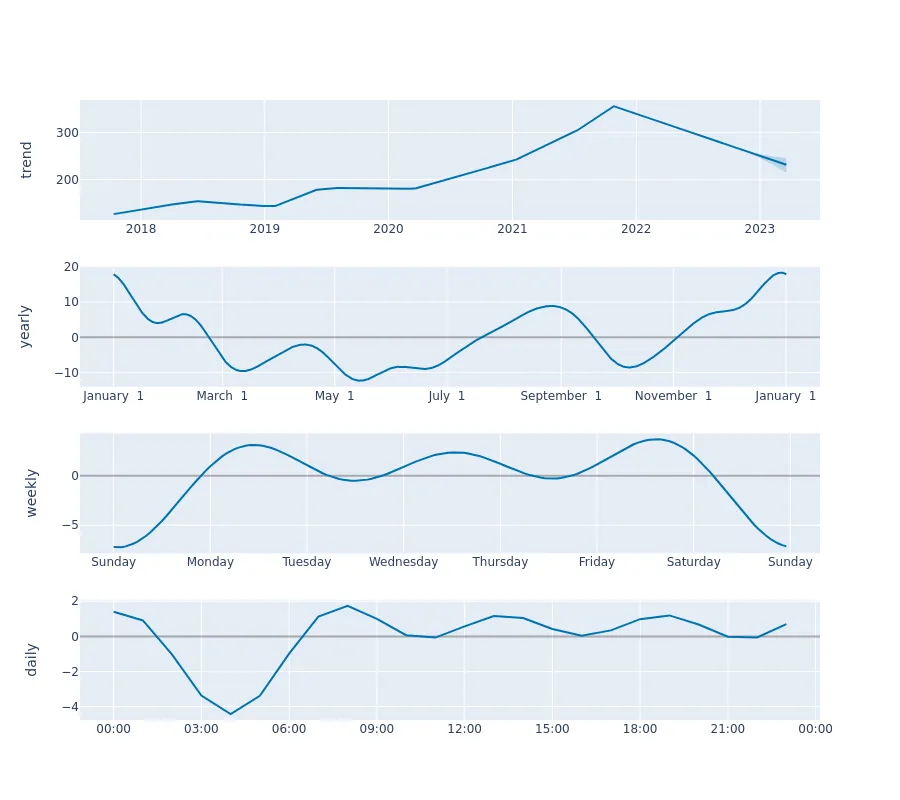 trend
300
200
2018 2019 2020 2021 2022 2023
yearly
20
10
0
−10
January 1 March 1 May 1 July 1 September 1 November 1 January 1
weekly
0
−5
Sunday Monday Tuesday Wednesday Thursday Friday Saturday Sunday
daily
2
0
−2
−4
00:00 03:00 06:00 09:00 12:00 15:00 18:00 21:00 00:00